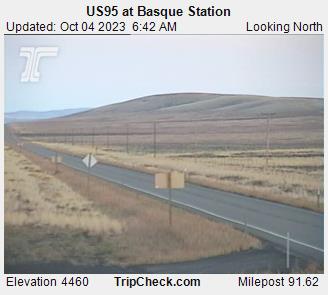 US95 at Basque Station
Updated: Oct 04 2023 6:42 AM Looking North
Elevation 4460 TripCheck.com Milepost 91.62